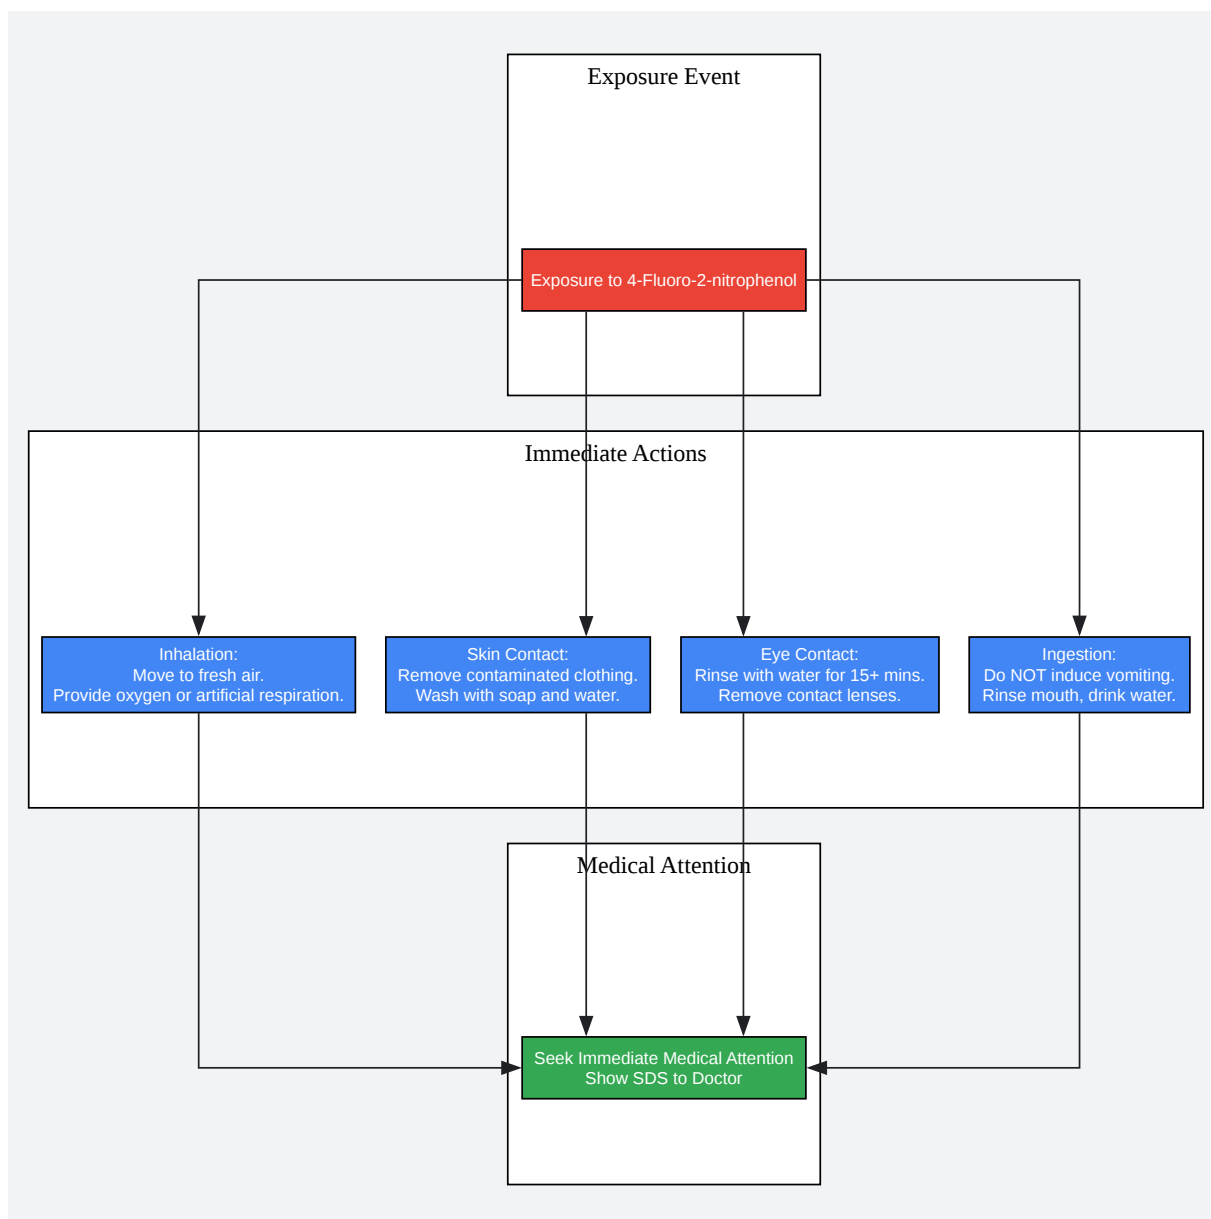 Exposure Event
Exposure to 4-Fluoro-2-nitrophenol
Immediate Actions
Inhalation:
Move to fresh air.
Provide oxygen or artificial respiration.
Skin Contact:
Remove contaminated clothing.
Wash with soap and water.
Eye Contact:
Rinse with water for 15+ mins.
Remove contact lenses.
Ingestion:
Do NOT induce vomiting.
Rinse mouth, drink water.
Medical Attention
Seek Immediate Medical Attention
Show SDS to Doctor